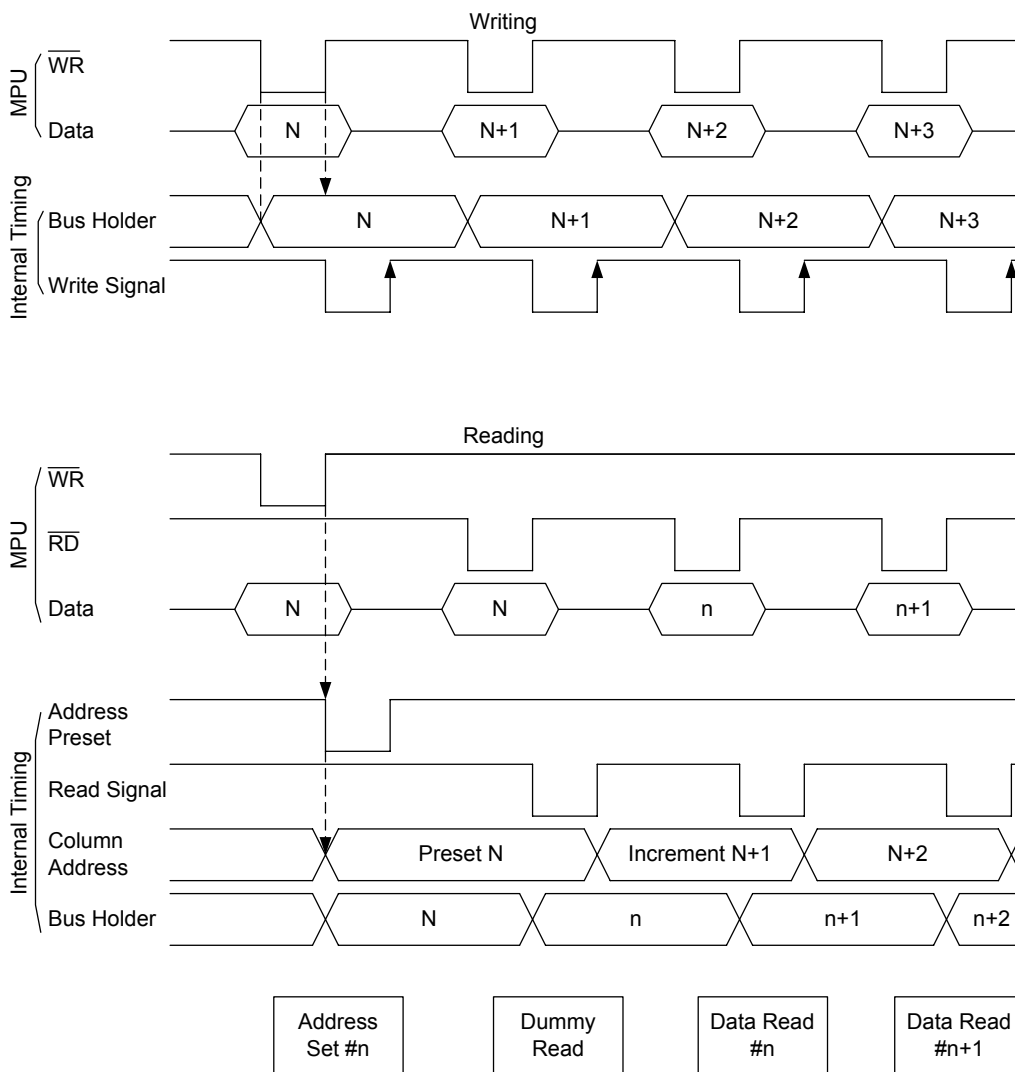 Writing
MPU
WR
Data
N
N+1
N+2
N+3
Internal Timing
Bus Holder
N
N+1
N+2
N+3
Write Signal
Reading
MPU
WR
RD
Data
N
N
n
n+1
Internal Timing
Address
Preset
Read Signal
Column
Address
Preset N
Increment N+1
N+2
Bus Holder
N
n
n+1
n+2
Address
Set #n
Dummy
Read
Data Read
#n
Data Read
#n+1